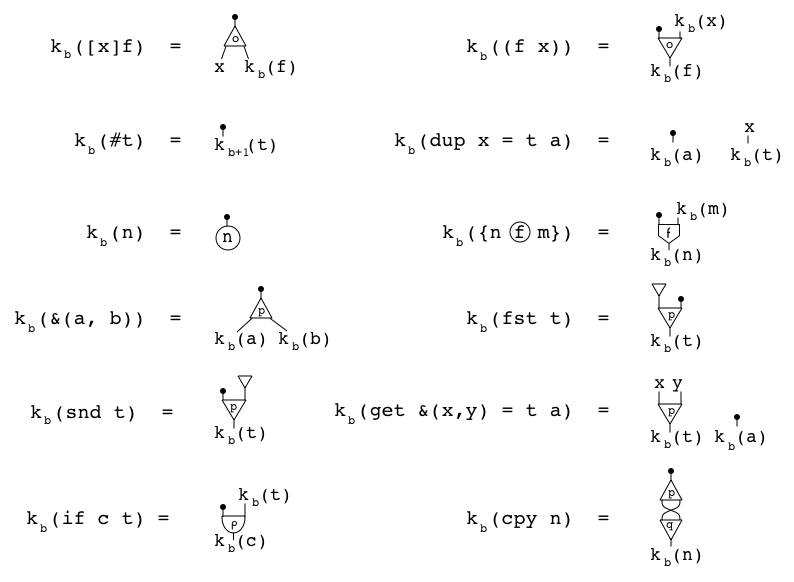 k_b([x]f) = o x k_b(f) k_b((f x)) = o k_b(x) k_b(f)
k_b(#t) = k_{b+1}(t) k_b(dup x = t a) = k_b(a) x k_b(t)
k_b(n) = n k_b({n ⓕ m}) = f k_b(m) k_b(n)
k_b(&(a, b)) = p k_b(a) k_b(b) k_b(fst t) = p k_b(t)
k_b(snd t) = p k_b(t) k_b(get &(x,y) = t a) = x y p k_b(t) k_b(a)
k_b(if c t) = k_b(t) ρ k_b(c) k_b(cpy n) = p q k_b(n)